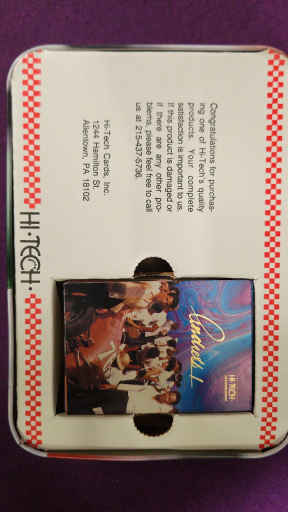 Congratulations for purchas-
ing one of Hi-Tech's quality
products. Your complete
satisfaction is important to us.
If this product is damaged or
if there are any other pro-
blems, please feel free to call
us at 215-437-5736.
Hi-Tech Cards, Inc.
1244 Hamilton St.
Allentown, PA 18102
HI·TECH
HI·TECH